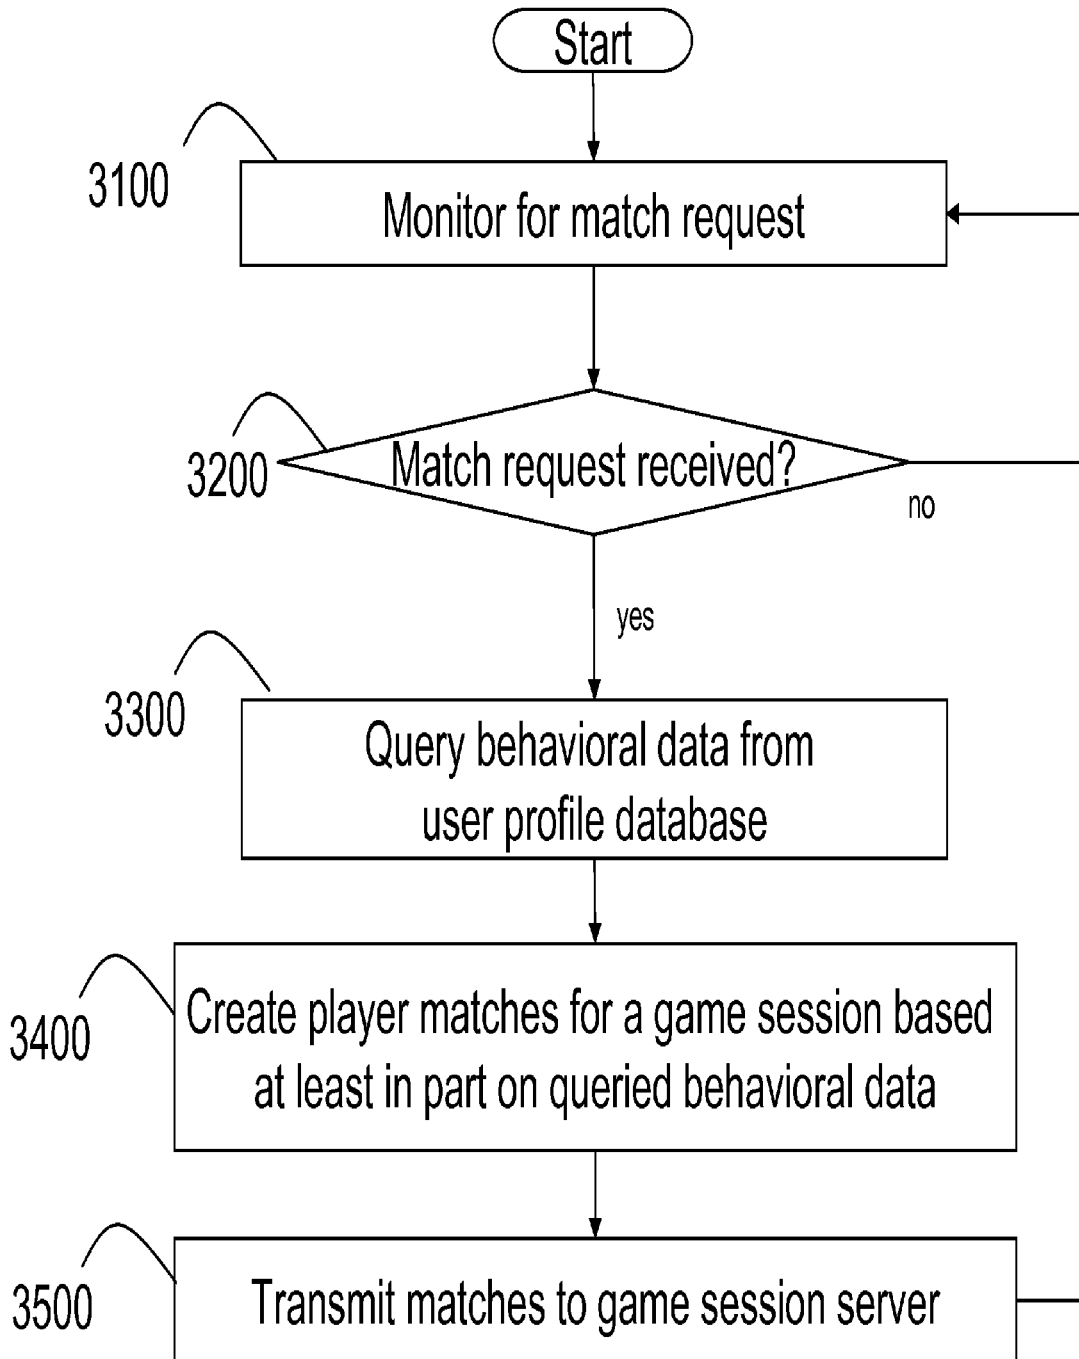 Start
3100
Monitor for match request
3200
Match request received?
no
yes
3300
Query behavioral data from
user profile database
3400
Create player matches for a game session based
at least in part on queried behavioral data
3500
Transmit matches to game session server